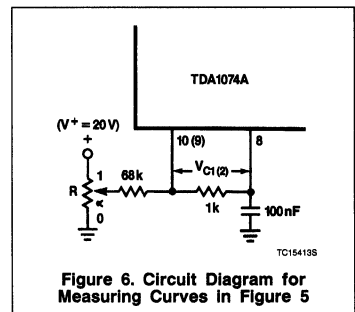 TDA1074A
(V+ = 20V)
+
10 (9)
8
VC1(2)
1
R
α
0
68k
1k
100nF
TC15413S
Figure 6. Circuit Diagram for
Measuring Curves in Figure 5